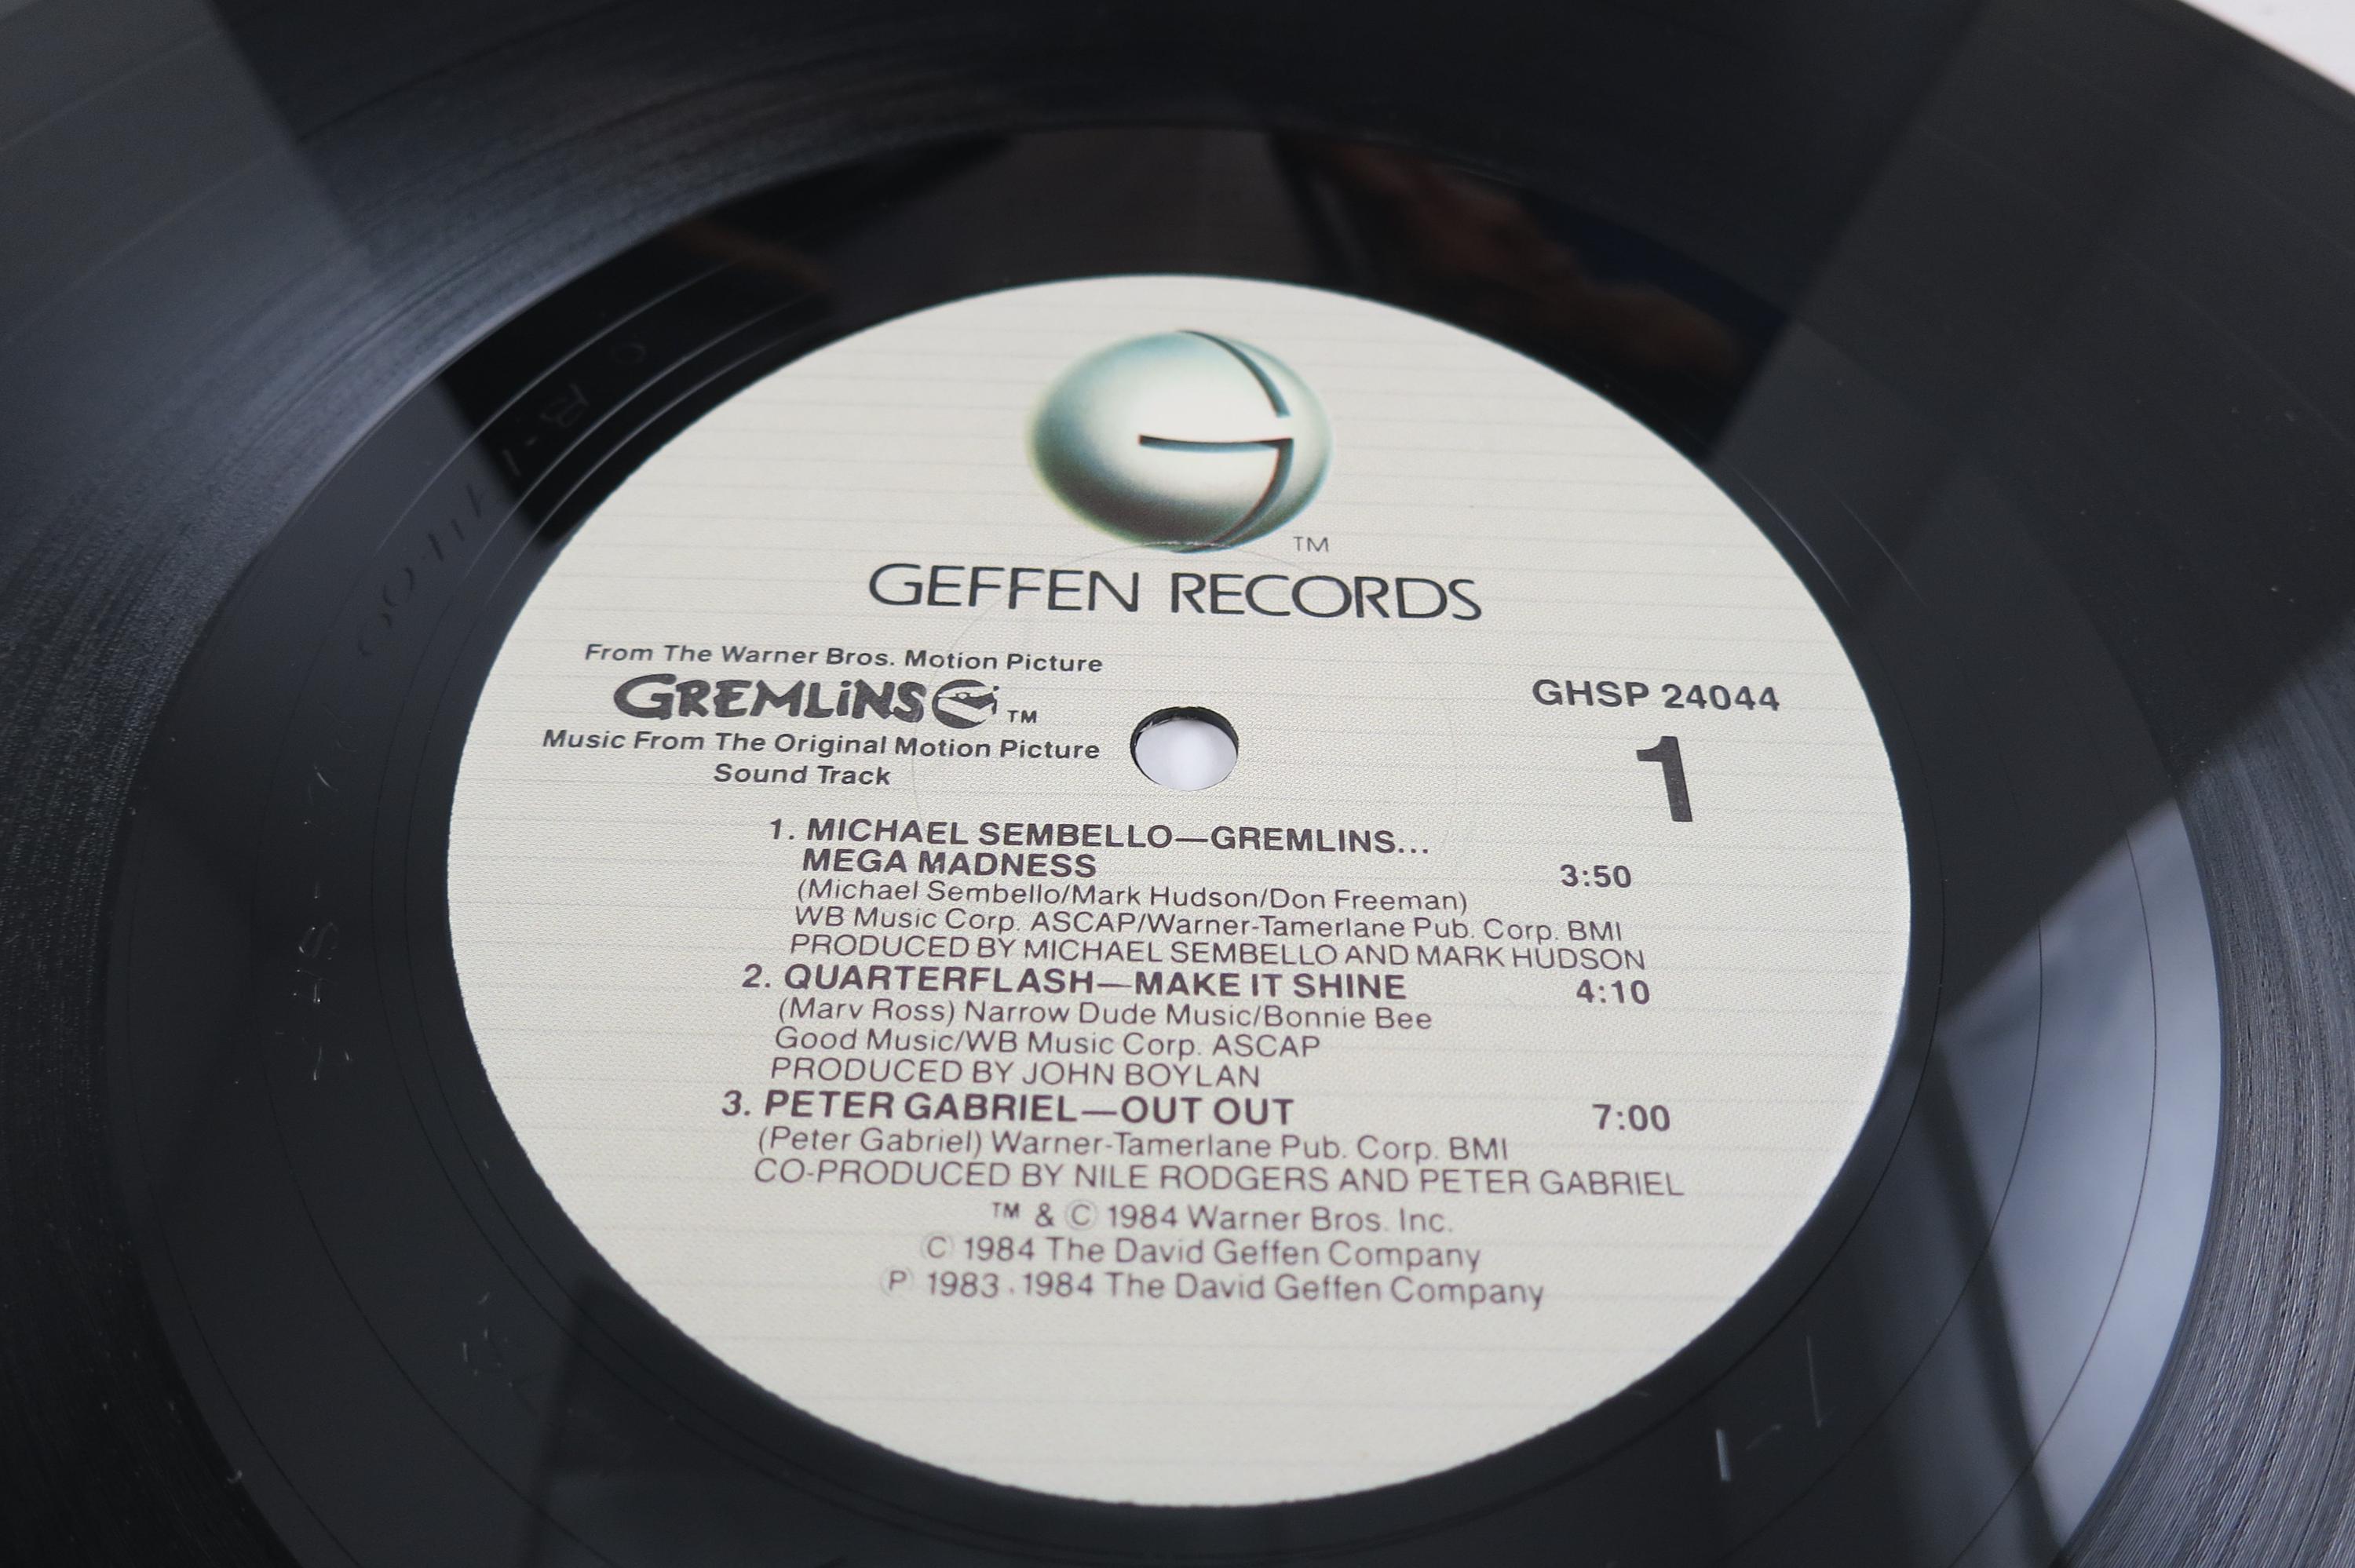 TM
GEFFEN RECORDS
From The Warner Bros. Motion Picture
GREMLiNS TM
Music From The Original Motion Picture
Sound Track
GHSP 24044
1
1. MICHAEL SEMBELLO—GREMLINS...
MEGA MADNESS 3:50
(Michael Sembello/Mark Hudson/Don Freeman)
WB Music Corp. ASCAP/Warner-Tamerlane Pub. Corp. BMI
PRODUCED BY MICHAEL SEMBELLO AND MARK HUDSON
2. QUARTERFLASH—MAKE IT SHINE 4:10
(Marv Ross) Narrow Dude Music/Bonnie Bee
Good Music/WB Music Corp. ASCAP
PRODUCED BY JOHN BOYLAN
3. PETER GABRIEL—OUT OUT 7:00
(Peter Gabriel) Warner-Tamerlane Pub. Corp. BMI
CO-PRODUCED BY NILE RODGERS AND PETER GABRIEL
™ & © 1984 Warner Bros. Inc.
© 1984 The David Geffen Company
℗ 1983, 1984 The David Geffen Company